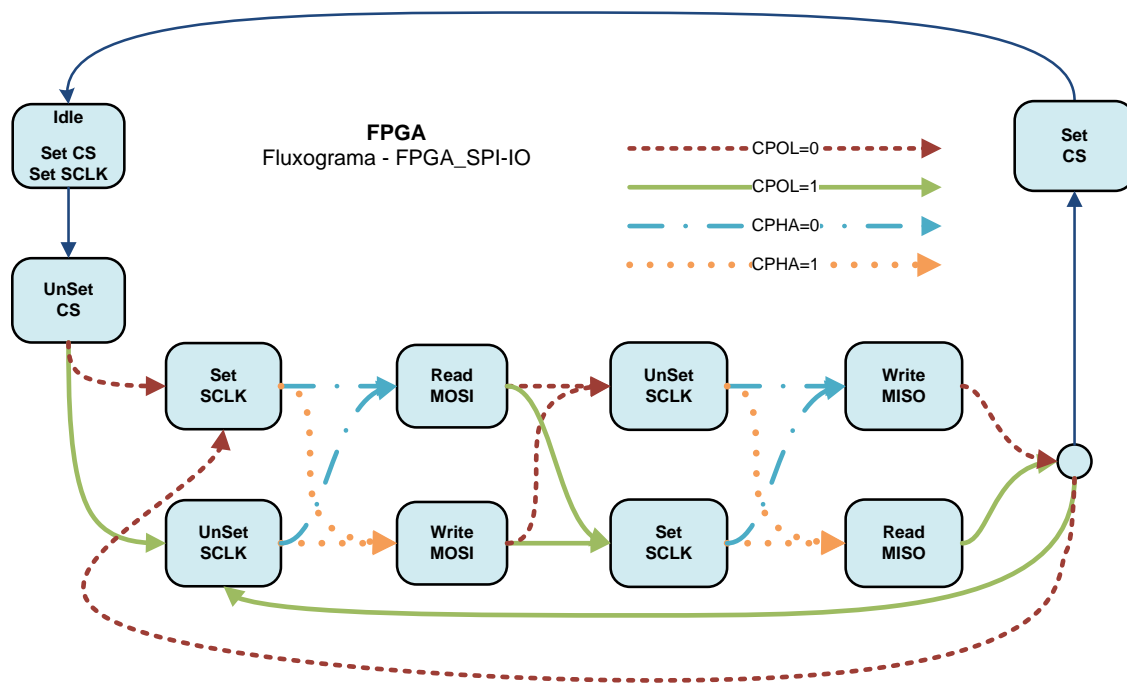 Idle
Set CS
Set SCLK
FPGA
Fluxograma - FPGA_SPI-IO
CPOL=0
CPOL=1
CPHA=0
CPHA=1
Set
CS
UnSet
CS
Set
SCLK
Read
MOSI
UnSet
SCLK
Write
MISO
UnSet
SCLK
Write
MOSI
Set
SCLK
Read
MISO